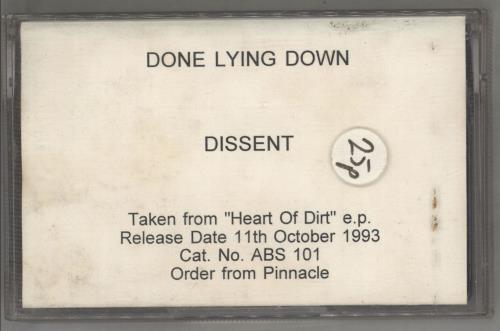 DONE LYING DOWN
DISSENT
25p
Taken from "Heart Of Dirt" e.p.
Release Date 11th October 1993
Cat. No. ABS 101
Order from Pinnacle